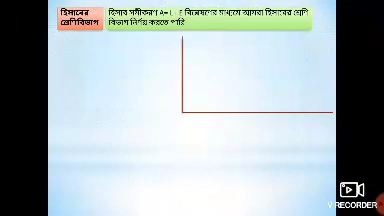 হিসাবের
শ্রেণিবিভাগ
হিসাব সমীকরণ A=L+E বিশ্লেষণের মাধ্যমে আমরা হিসাবের শ্রেণি
বিভাগ নির্ণয় করতে পারি
V RECORDER